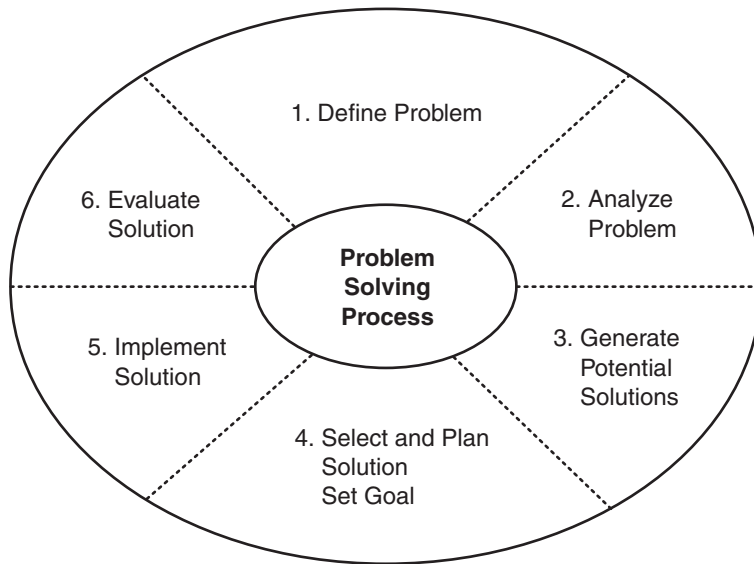 1. Define Problem
2. Analyze
Problem
3. Generate
Potential
Solutions
4. Select and Plan
Solution
Set Goal
5. Implement
Solution
6. Evaluate
Solution
Problem
Solving
Process